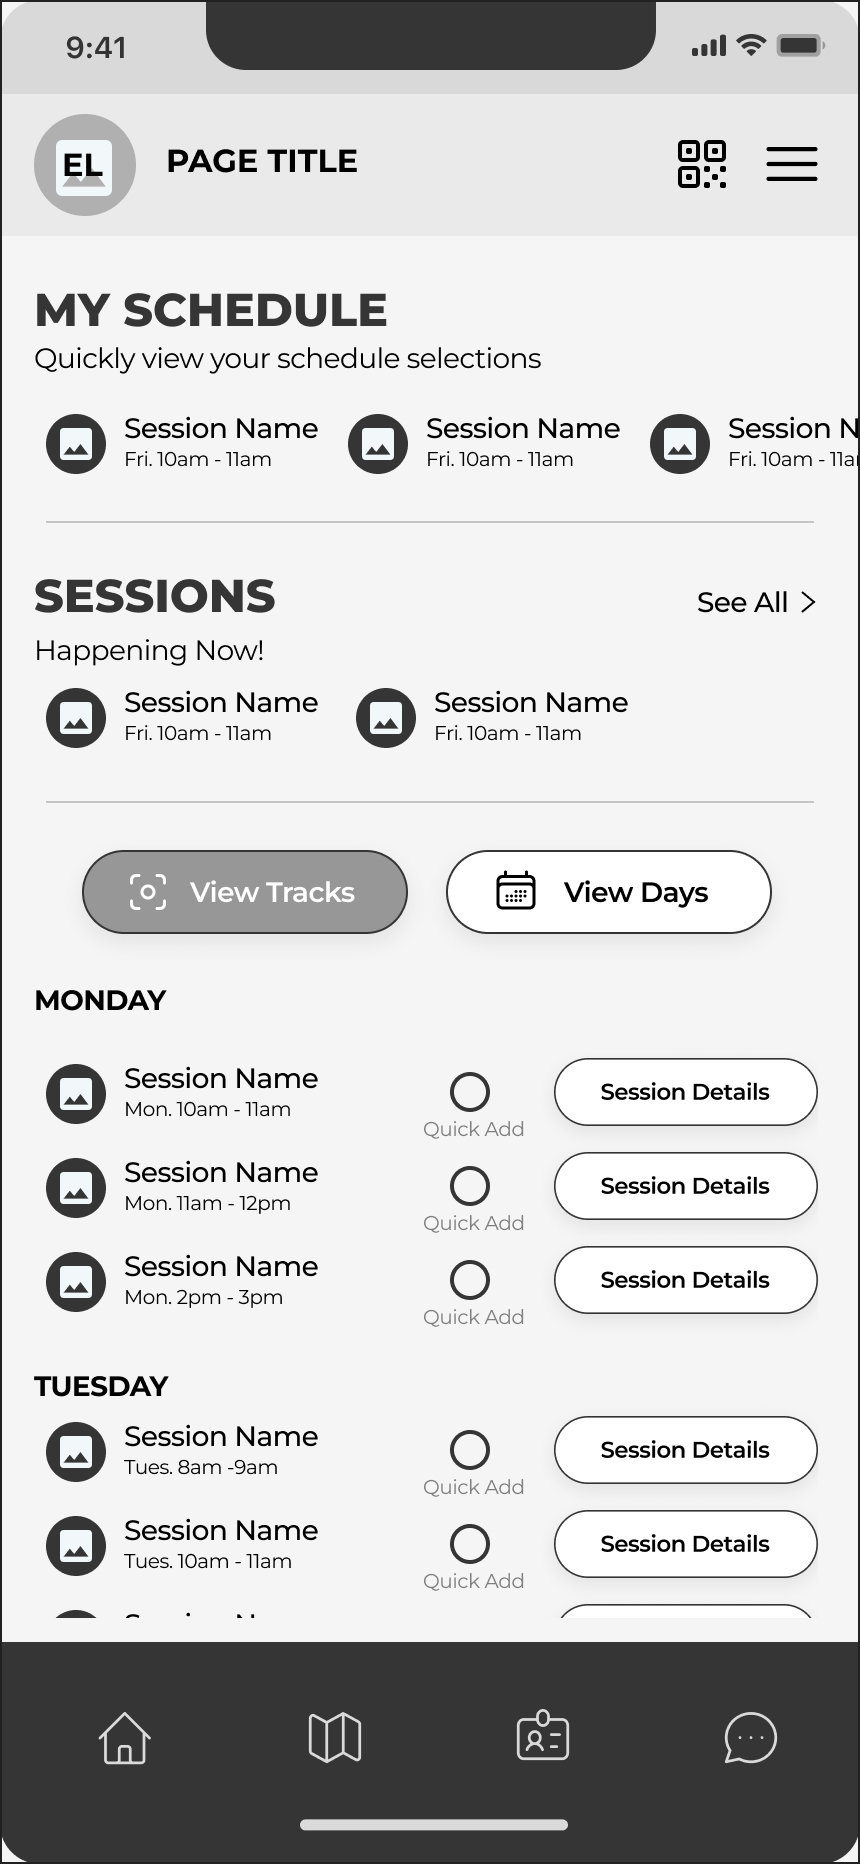 9:41
EL
PAGE TITLE
MY SCHEDULE
Quickly view your schedule selections
Session Name
Fri. 10am - 11am
Session Name
Fri. 10am - 11am
Session N
Fri. 10am - 11a
SESSIONS
See All
Happening Now!
Session Name
Fri. 10am - 11am
Session Name
Fri. 10am - 11am
View Tracks
View Days
MONDAY
Session Name
Mon. 10am - 11am
Quick Add
Session Details
Session Name
Mon. 11am - 12pm
Quick Add
Session Details
Session Name
Mon. 2pm - 3pm
Quick Add
Session Details
TUESDAY
Session Name
Tues. 8am -9am
Quick Add
Session Details
Session Name
Tues. 10am - 11am
Quick Add
Session Details